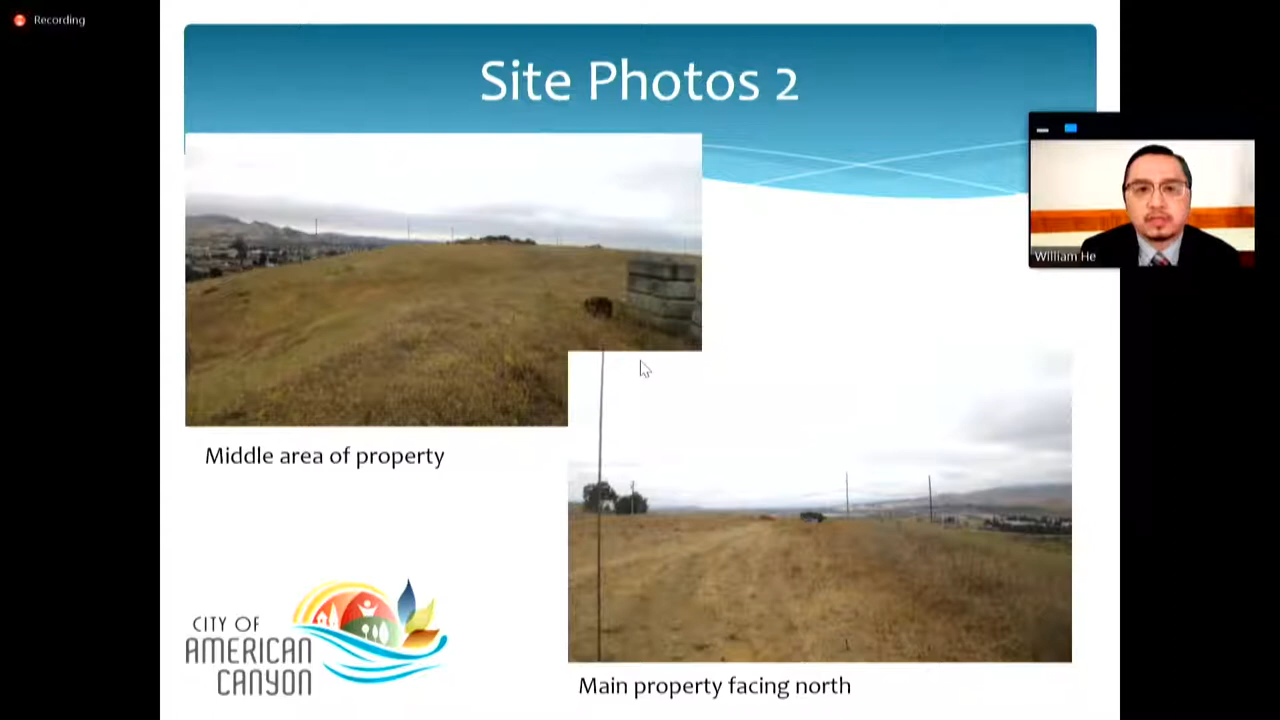 Recording
Site Photos 2
William He
Middle area of property
CITY OF
AMERICAN
CANYON
Main property facing north